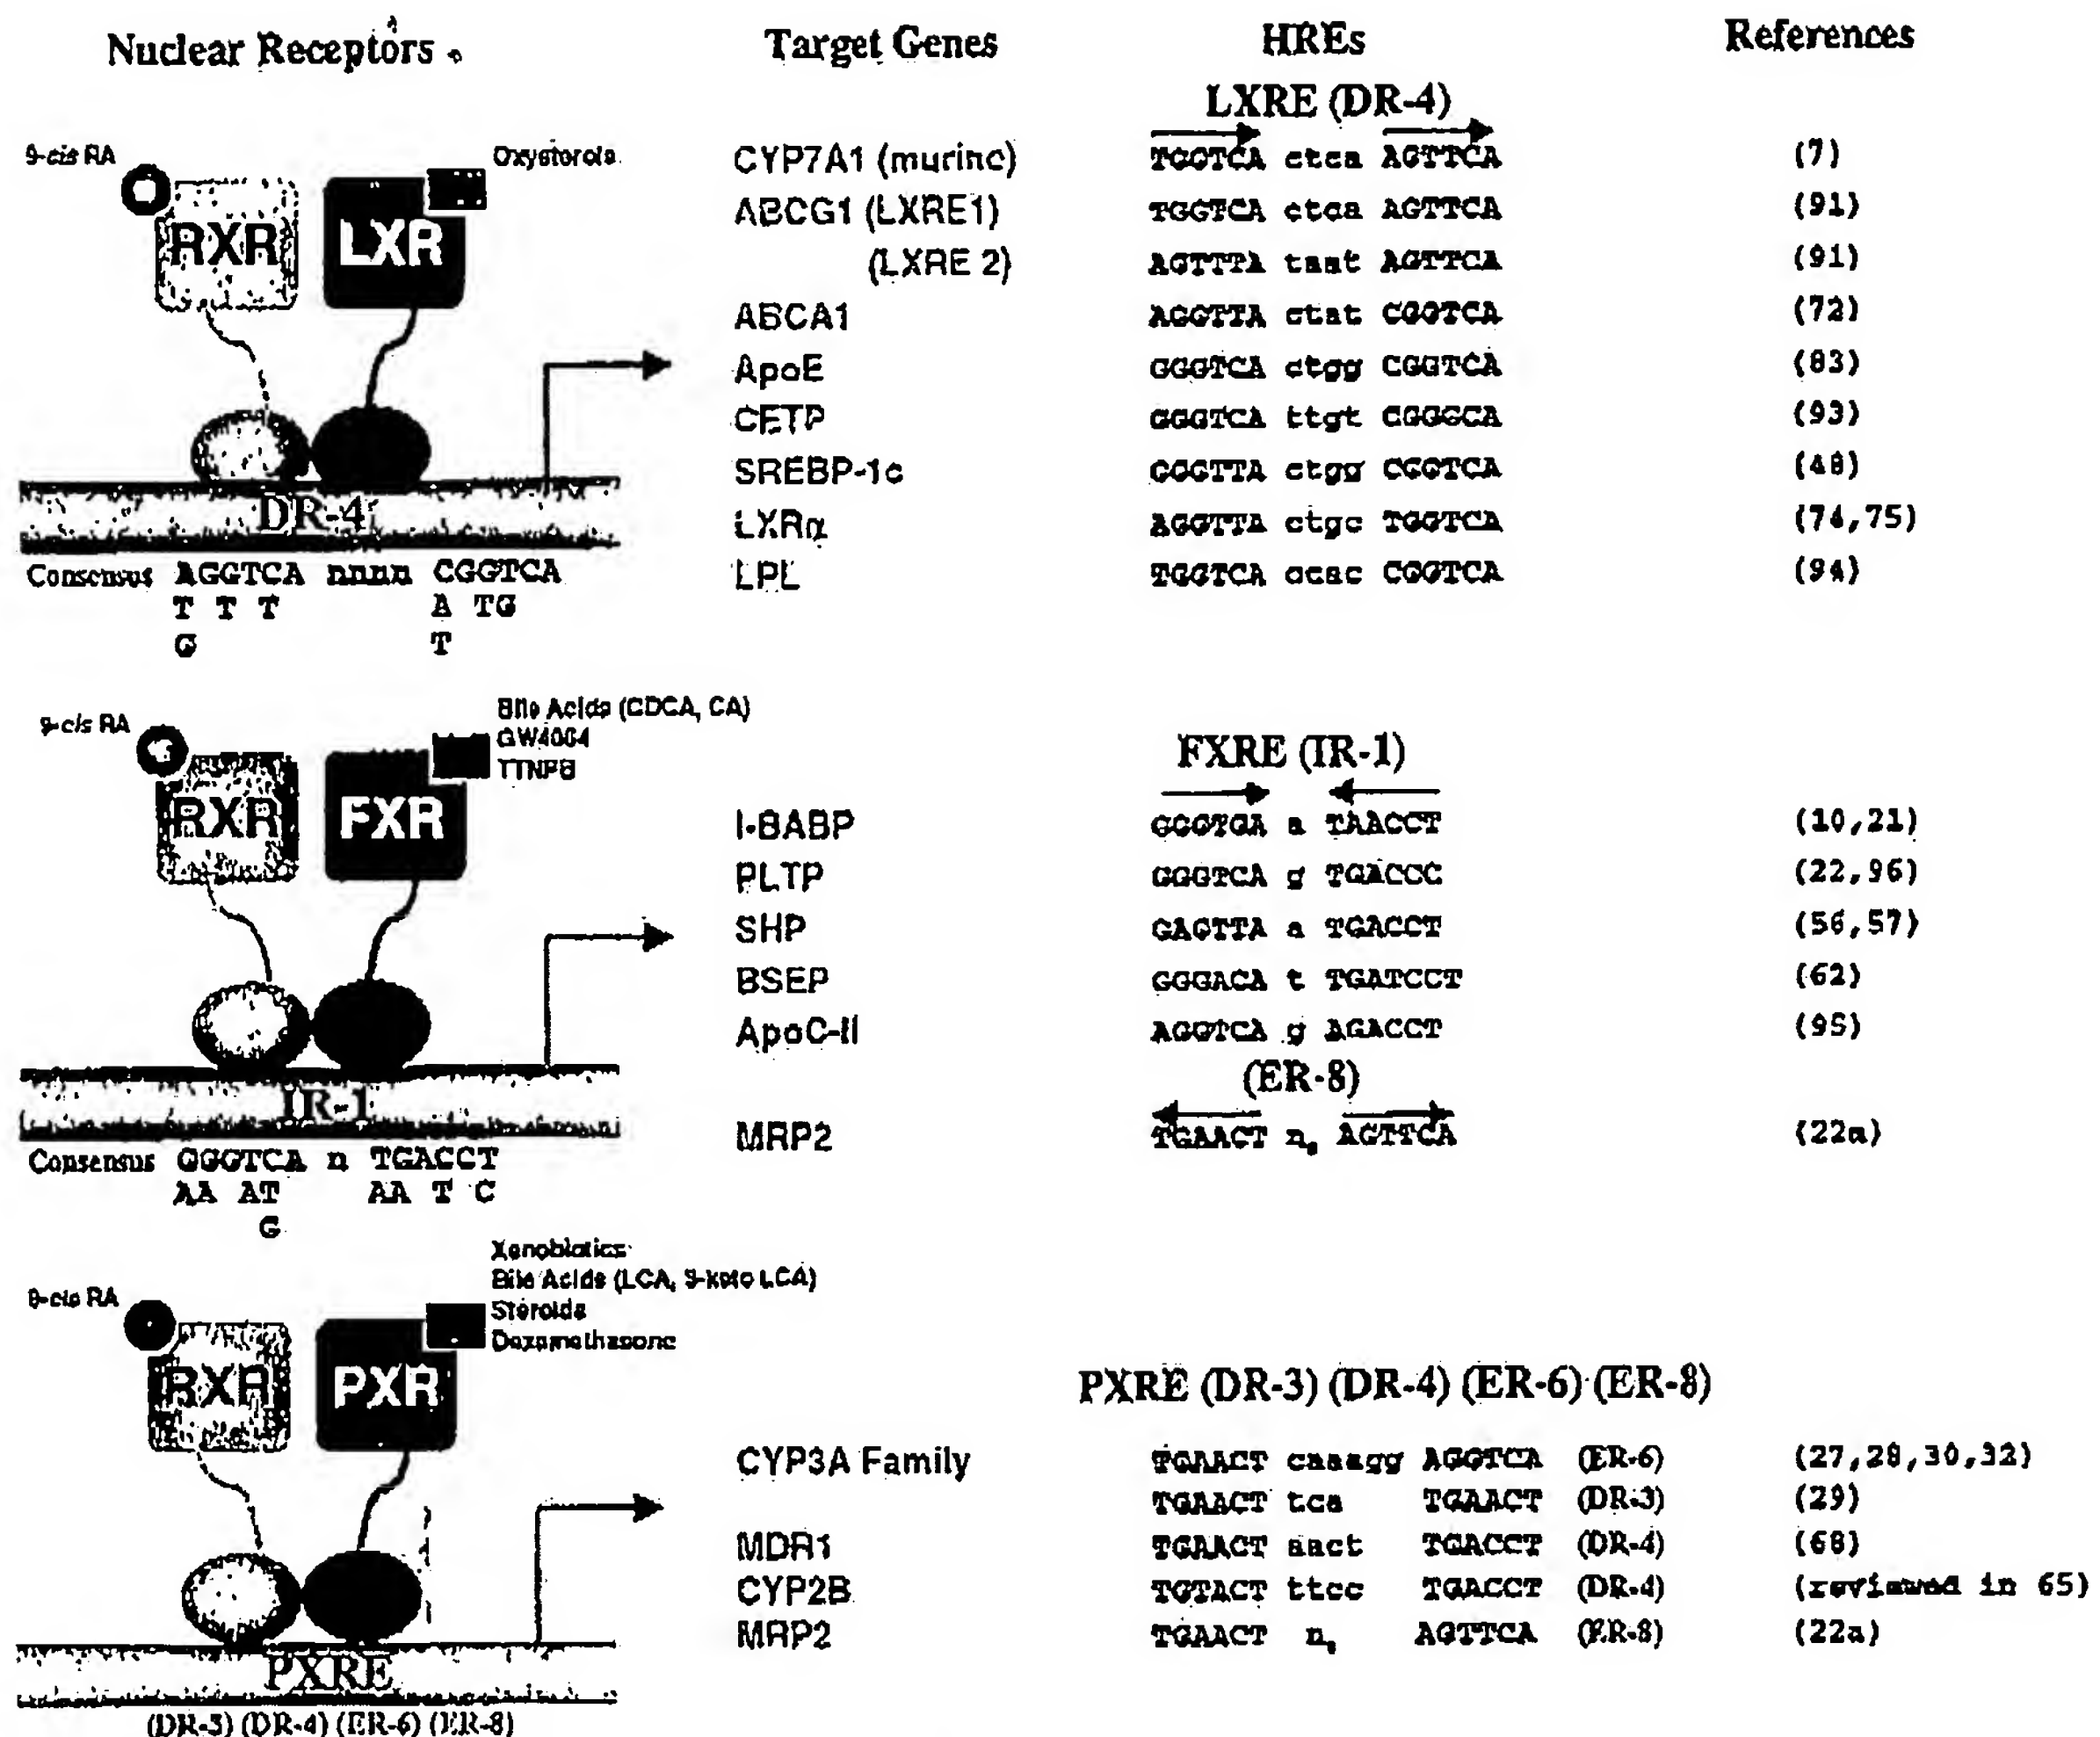 Nuclear Receptors Target Genes HREs References
LXRE (DR-4)
9-cis RA Oxysterols
RXR LXR
CYP7A1 (murine) TGGTCA ctca AGTTCA (7)
ABCG1 (LXRE1) TGGTCA ctca AGTTCA (91)
(LXRE 2) AGTTTA taat AGTTCA (91)
ABCA1 AGGTTA ctat CGGTCA (72)
ApoE GGGTCA ctgg CGGTCA (83)
CETP GGGTCA ttgt CGGGCA (93)
SREBP-1c GGGTTA ctgg CGGTCA (48)
LXRα AGGTTA ctgc TGGTCA (74,75)
LPL TGGTCA CGGTCA (94)
DR-4
Consensus AGGTCA nnnn CGGTCA
T T T A TG
G T
9-cis RA Bile Acids (CDCA, CA)
GW4064
TTNPB
RXR FXR
FXRE (IR-1)
I-BABP GGGTGA a TAACCT (10,21)
PLTP GGGTCA g TGACCC (22,96)
SHP GAGTTA a TGACCT (56,57)
BSEP GGGACA t TGATCCT (62)
ApoC-II AGGTCA g AGACCT (95)
(ER-8)
MRP2 TGAACT n8 AGTTCA (22a)
IR-1
Consensus GGGTCA n TGACCT
AA AT AA T C
G
Xenobiotics
9-cis RA Bile Acids (LCA, 3-keto LCA)
Steroids
Dexamethasone
RXR PXR
PXRE (DR-3) (DR-4) (ER-6) (ER-8)
CYP3A Family TGAACT caaagg AGGTCA (ER-6) (27,28,30,32)
TGAACT tca TGAACT (DR-3) (29)
MDR1 TGAACT aact TGACCT (DR-4) (68)
CYP2B TGTACT ttcc TGACCT (DR-4) (reviewed in 65)
MRP2 TGAACT n8 AGTTCA (ER-8) (22a)
PXRE
(DR-3) (DR-4) (ER-6) (ER-8)